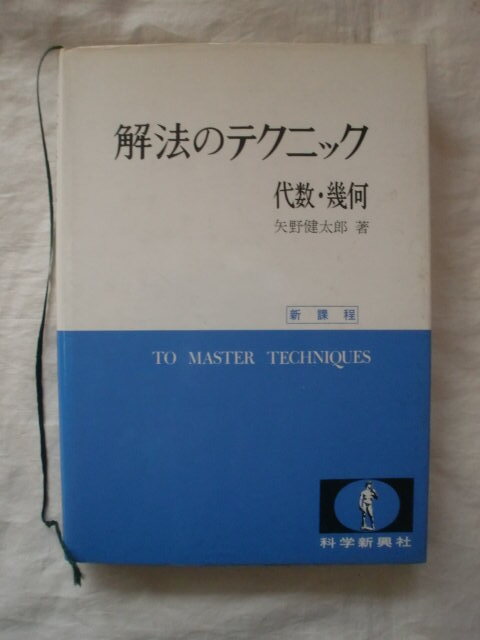 解法のテクニック
代数・幾何
矢野健太郎 著
新課程
TO MASTER TECHNIQUES
科学新興社